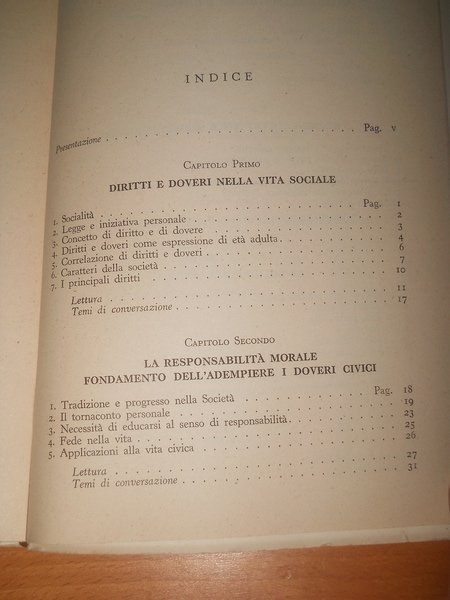 INDICE
Presentazione . . . . . . . . . . . . . . . . . . Pag. V
CAPITOLO PRIMO
DIRITTI E DOVERI NELLA VITA SOCIALE
1. Socialità . . . . . . . . . . . . . . . . . . Pag. 1
2. Legge e iniziativa personale . . . . . . . . . . . . 2
3. Concetto di diritto e di dovere . . . . . . . . . . . . 3
4. Diritti e doveri come espressione di età adulta . . . . . . . . 4
5. Correlazione di diritti e doveri . . . . . . . . . . . . 6
6. Caratteri della società . . . . . . . . . . . . . . 7
7. I principali diritti . . . . . . . . . . . . . . . 10
Lettura . . . . . . . . . . . . . . . . . . 11
Temi di conversazione . . . . . . . . . . . . . . 17
CAPITOLO SECONDO
LA RESPONSABILITÀ MORALE
FONDAMENTO DELL'ADEMPIERE I DOVERI CIVICI
1. Tradizione e progresso nella Società . . . . . . . . Pag. 18
2. Il tornaconto personale . . . . . . . . . . . . . . 19
3. Necessità di educarsi al senso di responsabilità . . . . . . . . 23
4. Fede nella vita . . . . . . . . . . . . . . . . 25
5. Applicazioni alla vita civica . . . . . . . . . . . . 26
Lettura . . . . . . . . . . . . . . . . . . 27
Temi di conversazione . . . . . . . . . . . . . . 31